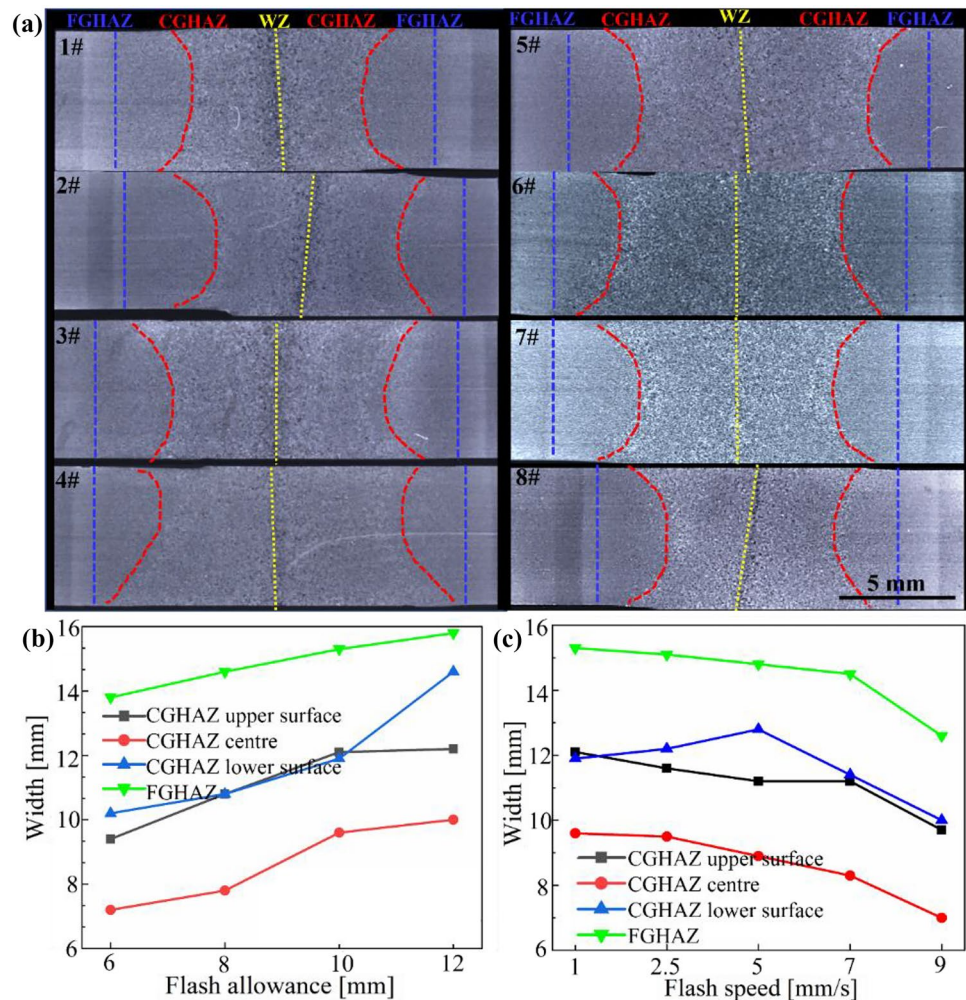 (a)
FGHAZ CGHAZ WZ CGHAZ FGHAZ
FGHAZ CGHAZ WZ CGHAZ FGHAZ
1#
5#
2#
6#
3#
7#
4#
8#
5 mm
(b)
16
14
12
10
8
6
Width [mm]
CGHAZ upper surface
CGHAZ centre
CGHAZ lower surface
FGHAZ
6 8 10 12
Flash allowance [mm]
(c)
16
14
12
10
8
6
Width [mm]
CGHAZ upper surface
CGHAZ centre
CGHAZ lower surface
FGHAZ
1 2.5 5 7 9
Flash speed [mm/s]